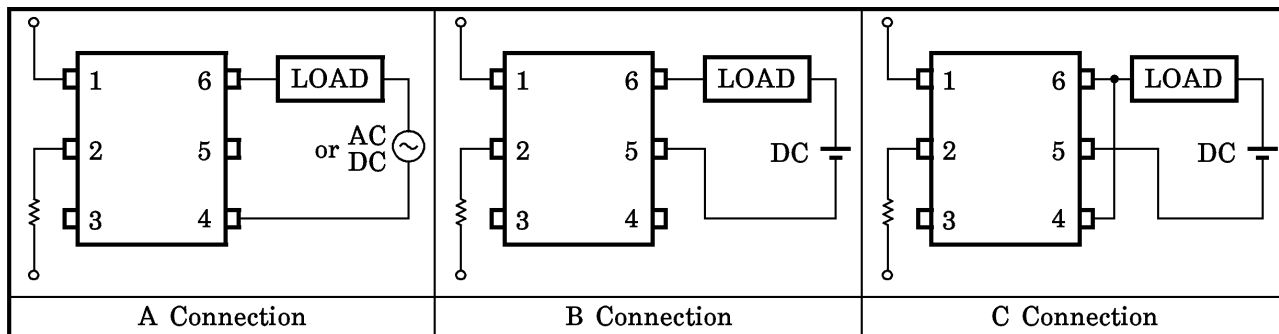 1 6 LOAD
2 5 or AC DC
3 4
A Connection
1 6 LOAD
2 5 DC
3 4
B Connection
1 6 LOAD
2 5 DC
3 4
C Connection